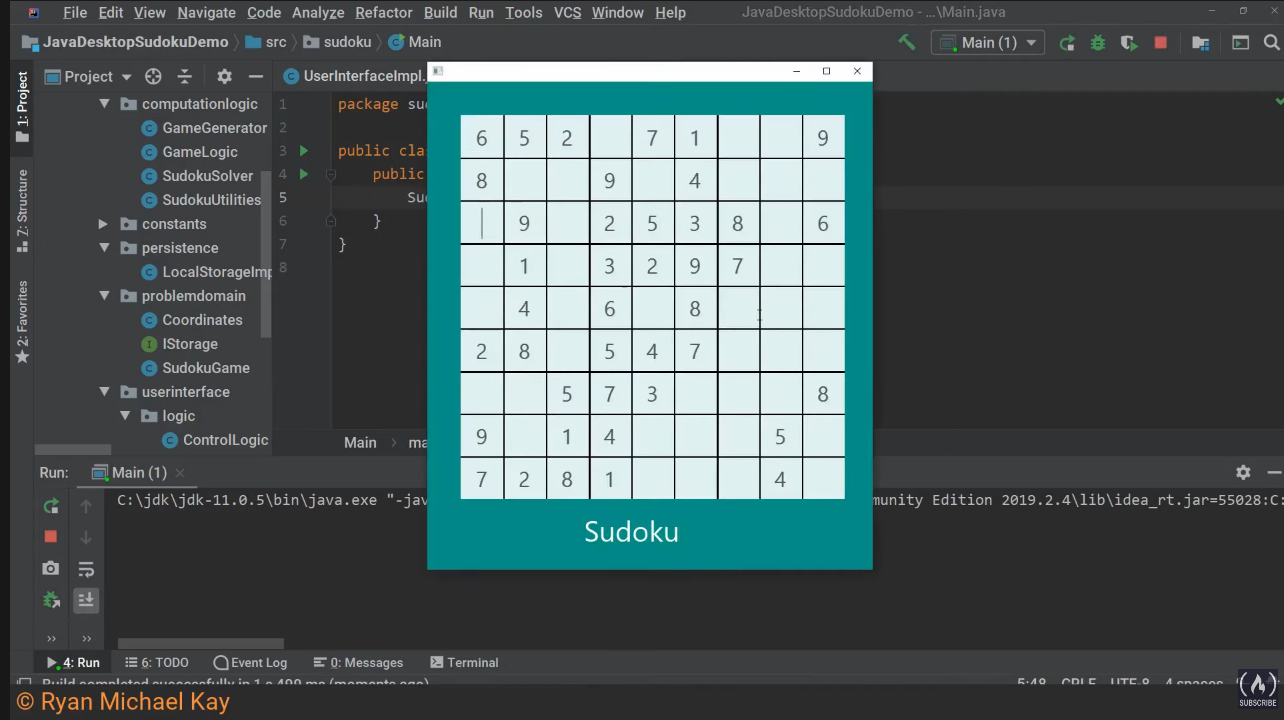 File Edit View Navigate Code Analyze Refactor Build Run Tools VCS Window Help JavaDesktopSudokuDemo - ...\Main.java
JavaDesktopSudokuDemo src sudoku Main Main (1)
1: Project
Z: Structure
2: Favorites
Project
computationlogic
GameGenerator
GameLogic
SudokuSolver
SudokuUtilities
constants
persistence
LocalStorageImp
problemdomain
Coordinates
IStorage
SudokuGame
userinterface
logic
ControlLogic
UserInterfaceImpl.
1 package sud
2
3 public clas
4 public
5 Sud
6 }
7 }
8
Main ma
6 5 2 7 1 9
8 9 4
9 2 5 3 8 6
1 3 2 9 7
4 6 8
2 8 5 4 7
5 7 3 8
9 1 4 5
7 2 8 1 4
Sudoku
Run: Main (1)
C:\jdk\jdk-11.0.5\bin\java.exe "-jav munity Edition 2019.2.4\lib\idea_rt.jar=55028:C:
4: Run 6: TODO Event Log 0: Messages Terminal
Build completed successfully in 1 s 499 ms (moments ago) 5:48 CRLF UTF-8 4 spaces
© Ryan Michael Kay
SUBSCRIBE